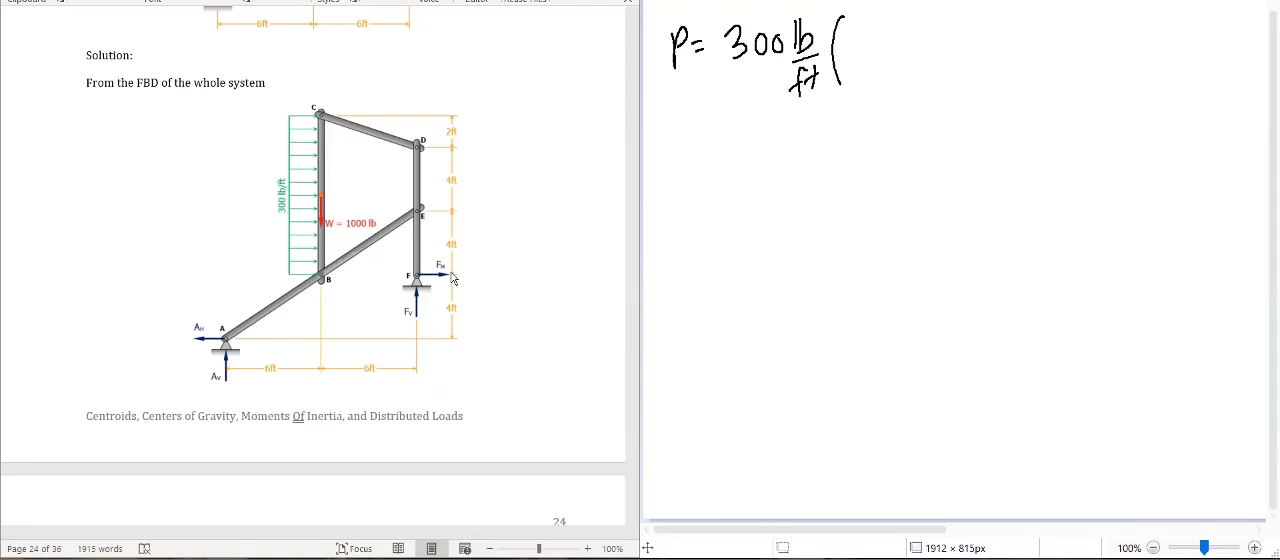 6ft 6ft
Solution:
P= 300 lb/ft (
From the FBD of the whole system
C
2ft
D
4ft
300 lb/ft
W = 1000 lb
E
4ft
FH
B
F
FV
4ft
A
AH
AV
6ft 6ft
Centroids, Centers of Gravity, Moments Of Inertia, and Distributed Loads
24
Page 24 of 36 1915 words Focus 100% 1912 × 815px 100%